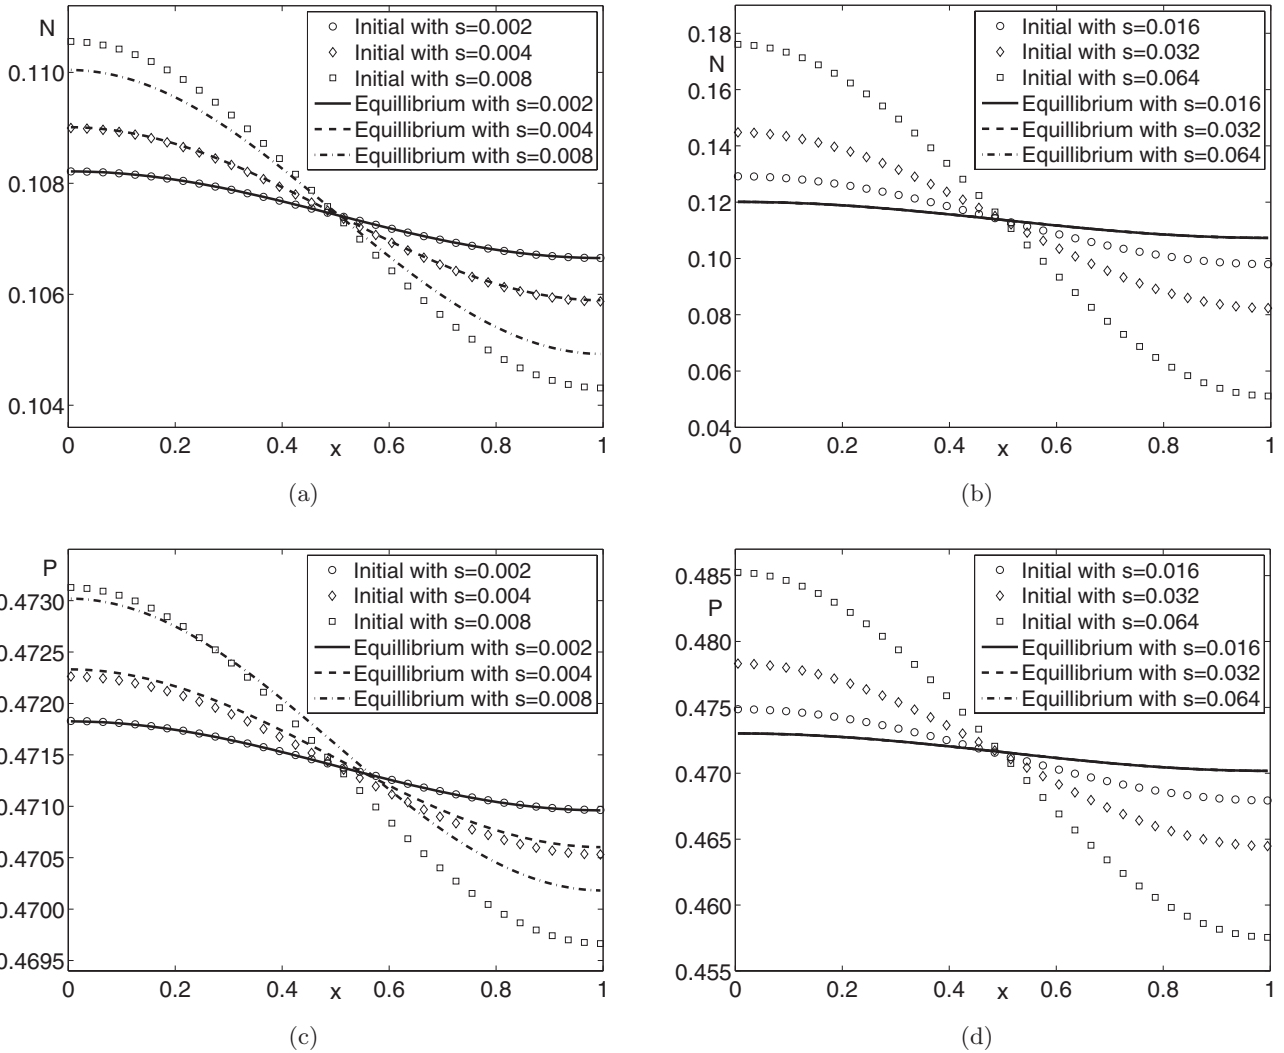 N
0.110
0.108
0.106
0.104
0 0.2 0.4 0.6 0.8 1
x
Initial with s=0.002
Initial with s=0.004
Initial with s=0.008
Equillibrium with s=0.002
Equillibrium with s=0.004
Equillibrium with s=0.008
(a)
N
0.18
0.16
0.14
0.12
0.10
0.08
0.06
0.04
0 0.2 0.4 0.6 0.8 1
x
Initial with s=0.016
Initial with s=0.032
Initial with s=0.064
Equillibrium with s=0.016
Equillibrium with s=0.032
Equillibrium with s=0.064
(b)
P
0.4730
0.4725
0.4720
0.4715
0.4710
0.4705
0.4700
0.4695
0 0.2 0.4 0.6 0.8 1
x
Initial with s=0.002
Initial with s=0.004
Initial with s=0.008
Equillibrium with s=0.002
Equillibrium with s=0.004
Equillibrium with s=0.008
(c)
P
0.485
0.480
0.475
0.470
0.465
0.460
0.455
0 0.2 0.4 0.6 0.8 1
x
Initial with s=0.016
Initial with s=0.032
Initial with s=0.064
Equillibrium with s=0.016
Equillibrium with s=0.032
Equillibrium with s=0.064
(d)